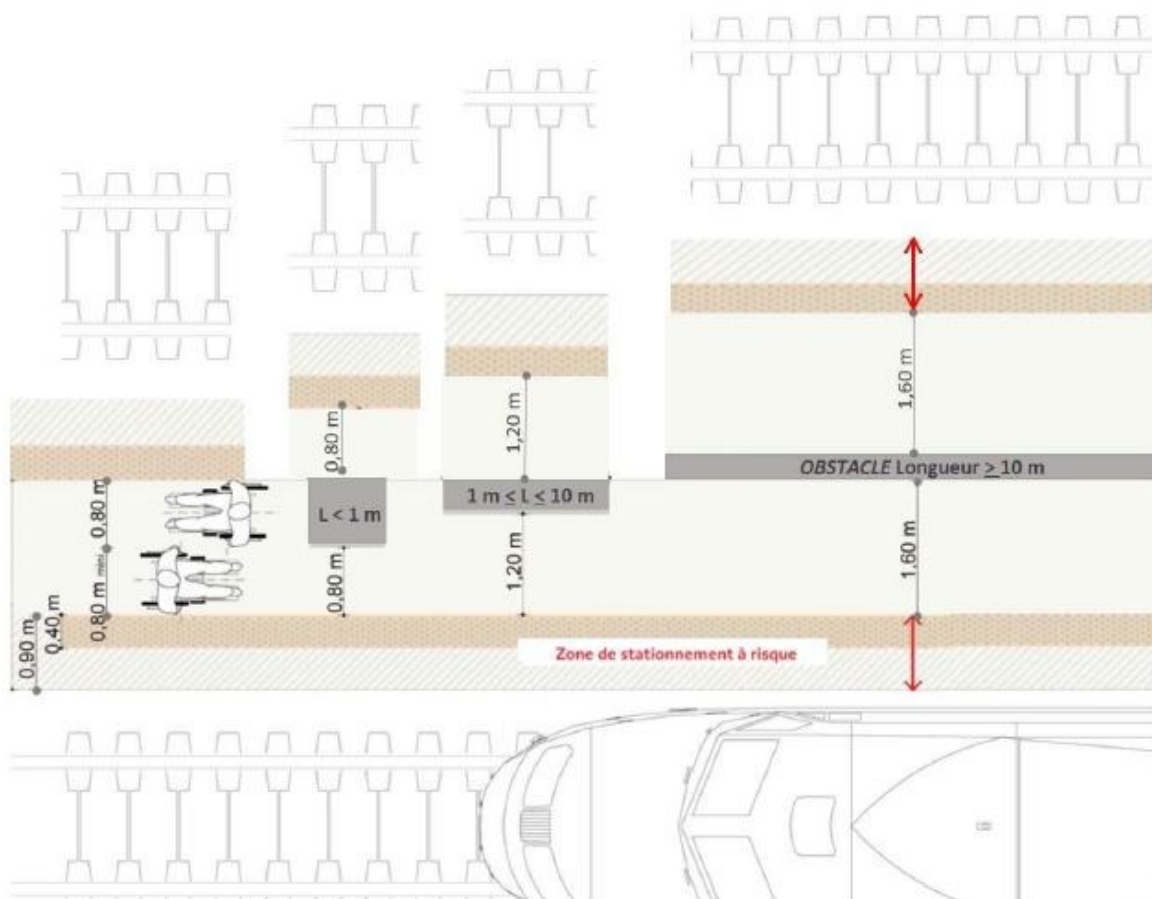 1,60 m
1,20 m
0,80 m
OBSTACLE Longueur ≥ 10 m
1 m ≤ L ≤ 10 m
L < 1 m
0,80 m
0,80 m mini
0,80 m
1,20 m
1,60 m
0,90 m
0,40 m
Zone de stationnement à risque